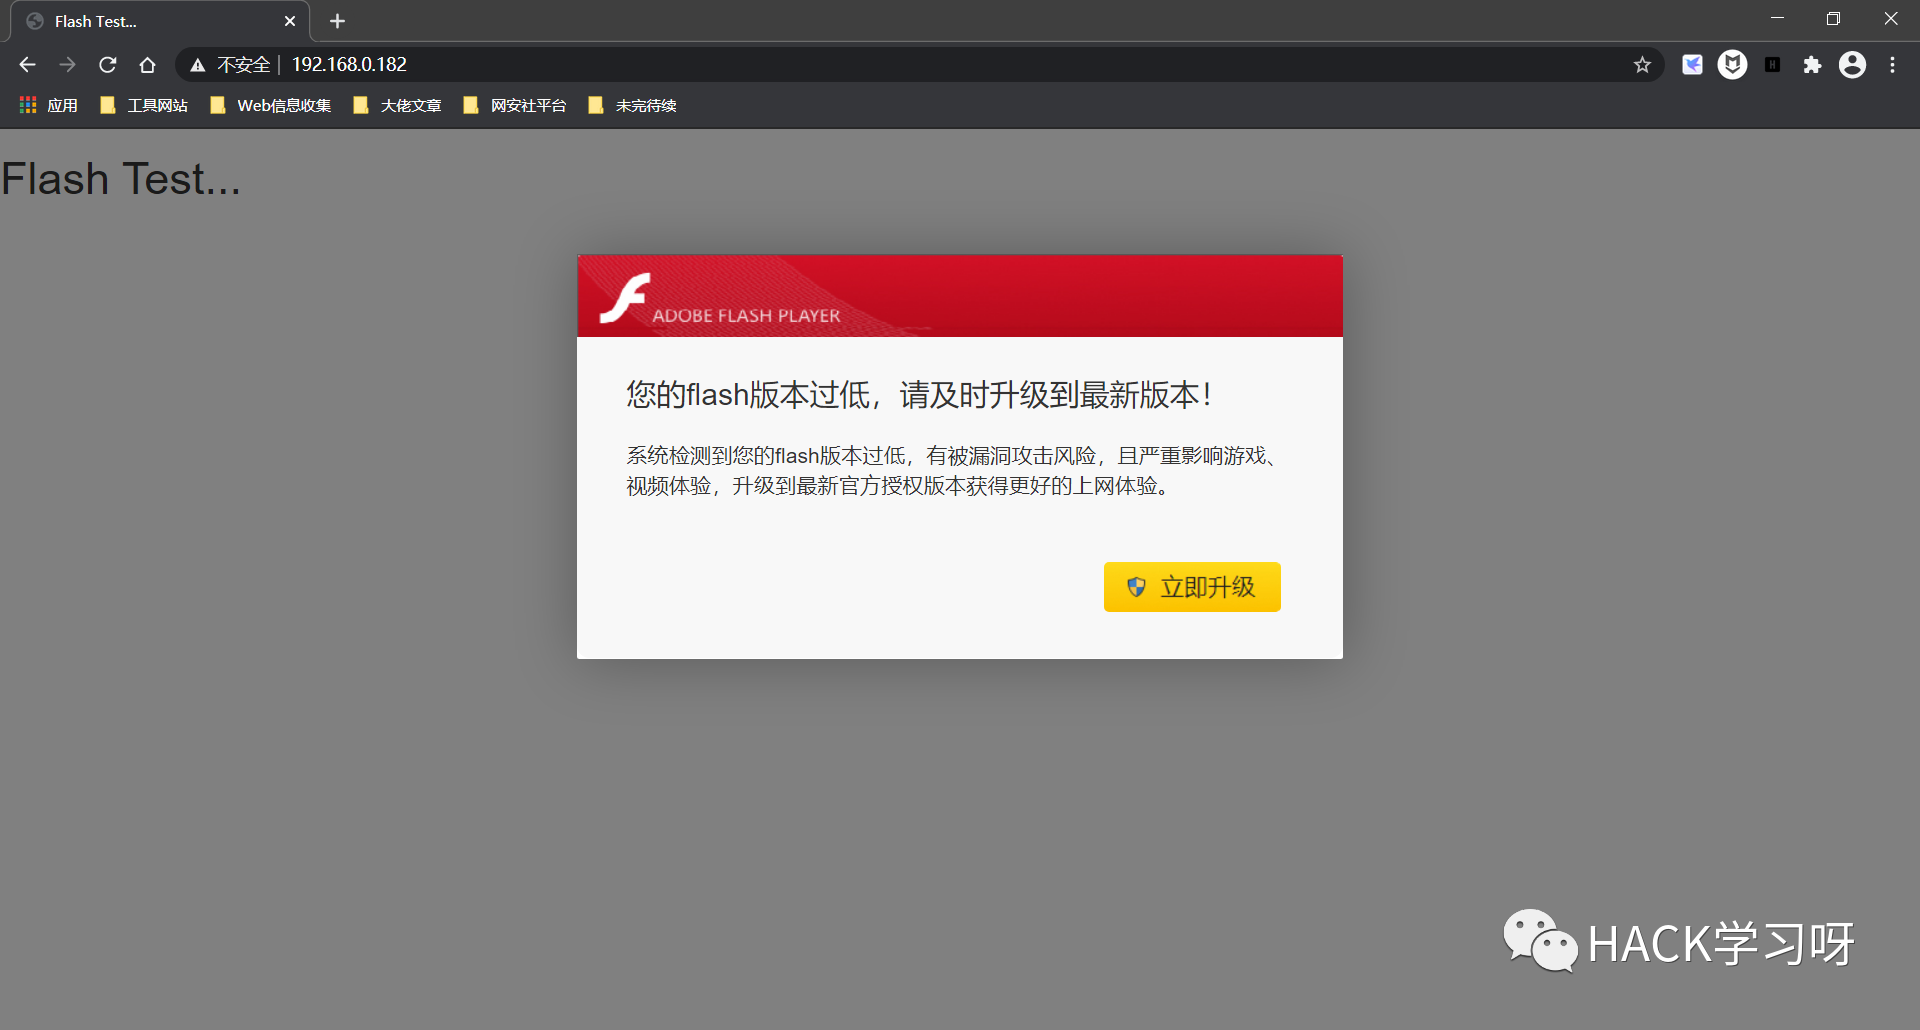 Flash Test...
不安全 | 192.168.0.182
应用 工具网站 Web信息收集 大佬文章 网安社平台 未完待续
Flash Test...
ADOBE FLASH PLAYER
您的flash版本过低，请及时升级到最新版本！
系统检测到您的flash版本过低，有被漏洞攻击风险，且严重影响游戏、
视频体验，升级到最新官方授权版本获得更好的上网体验。
立即升级
HACK学习呀